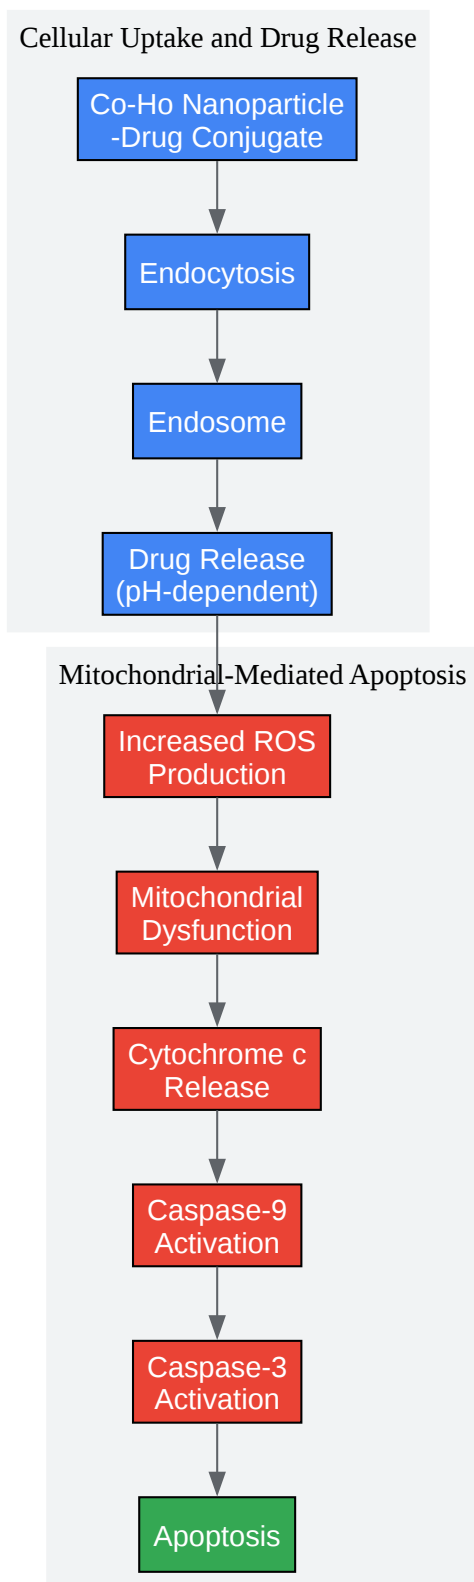 Cellular Uptake and Drug Release
Co-Ho Nanoparticle
-Drug Conjugate
Endocytosis
Endosome
Drug Release
(pH-dependent)
Mitochondrial-Mediated Apoptosis
Increased ROS
Production
Mitochondrial
Dysfunction
Cytochrome c
Release
Caspase-9
Activation
Caspase-3
Activation
Apoptosis